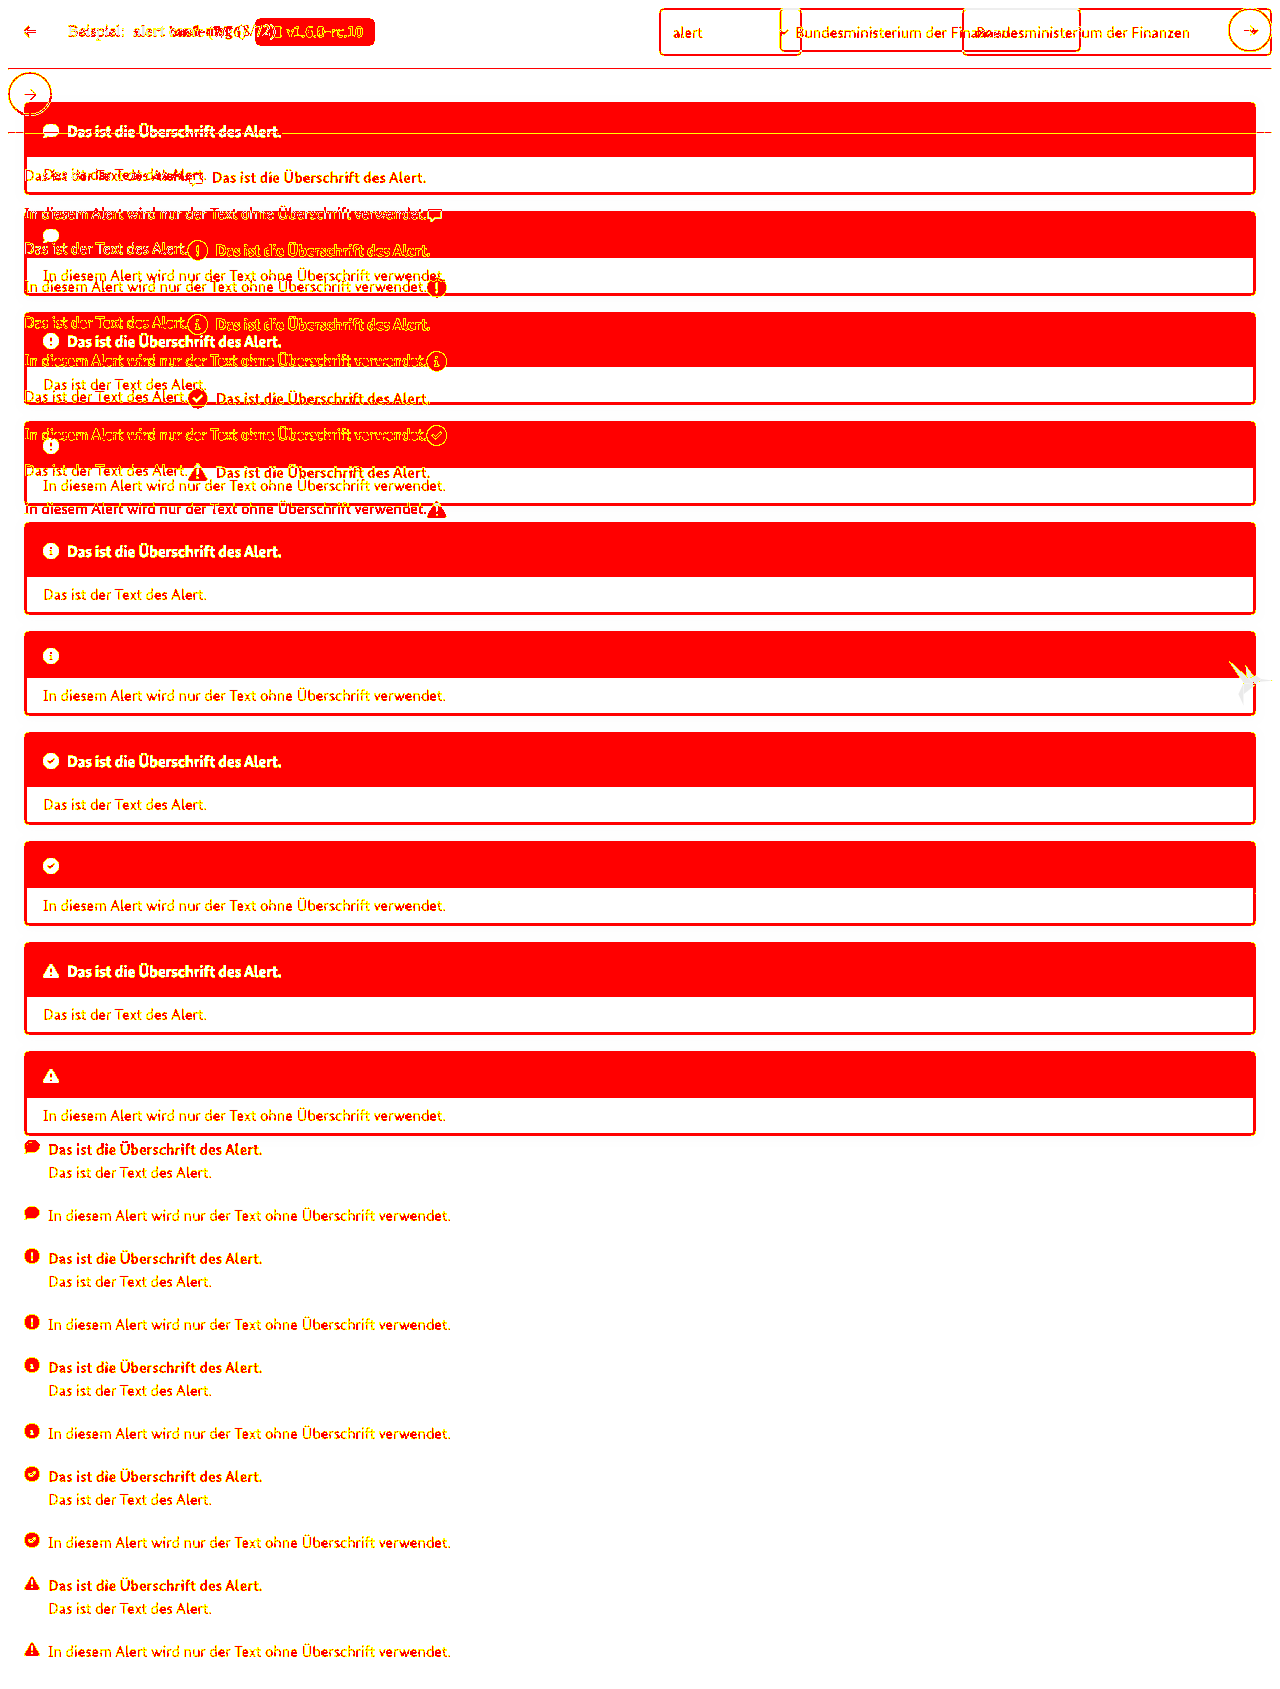 Beispiel: alert v1.6.0-rc.10 alert Bundesministerium der Finanzen Bundesministerium der Finanzen
Das ist die Überschrift des Alert.
Das ist der Text des Alert.
Das ist der Text des Alert. Das ist die Überschrift des Alert.
In diesem Alert wird nur der Text ohne Überschrift verwendet.
Das ist der Text des Alert. Das ist die Überschrift des Alert.
In diesem Alert wird nur der Text ohne Überschrift verwendet.
In diesem Alert wird nur der Text ohne Überschrift verwendet.
Das ist der Text des Alert. Das ist die Überschrift des Alert.
Das ist die Überschrift des Alert.
In diesem Alert wird nur der Text ohne Überschrift verwendet.
Das ist der Text des Alert.
Das ist der Text des Alert. Das ist die Überschrift des Alert.
In diesem Alert wird nur der Text ohne Überschrift verwendet.
Das ist der Text des Alert. Das ist die Überschrift des Alert.
In diesem Alert wird nur der Text ohne Überschrift verwendet.
In diesem Alert wird nur der Text ohne Überschrift verwendet.
Das ist die Überschrift des Alert.
Das ist der Text des Alert.
In diesem Alert wird nur der Text ohne Überschrift verwendet.
Das ist die Überschrift des Alert.
Das ist der Text des Alert.
In diesem Alert wird nur der Text ohne Überschrift verwendet.
Das ist die Überschrift des Alert.
Das ist der Text des Alert.
In diesem Alert wird nur der Text ohne Überschrift verwendet.
Das ist die Überschrift des Alert.
Das ist der Text des Alert.
In diesem Alert wird nur der Text ohne Überschrift verwendet.
Das ist die Überschrift des Alert.
Das ist der Text des Alert.
In diesem Alert wird nur der Text ohne Überschrift verwendet.
Das ist die Überschrift des Alert.
Das ist der Text des Alert.
In diesem Alert wird nur der Text ohne Überschrift verwendet.
Das ist die Überschrift des Alert.
Das ist der Text des Alert.
In diesem Alert wird nur der Text ohne Überschrift verwendet.
Das ist die Überschrift des Alert.
Das ist der Text des Alert.
In diesem Alert wird nur der Text ohne Überschrift verwendet.